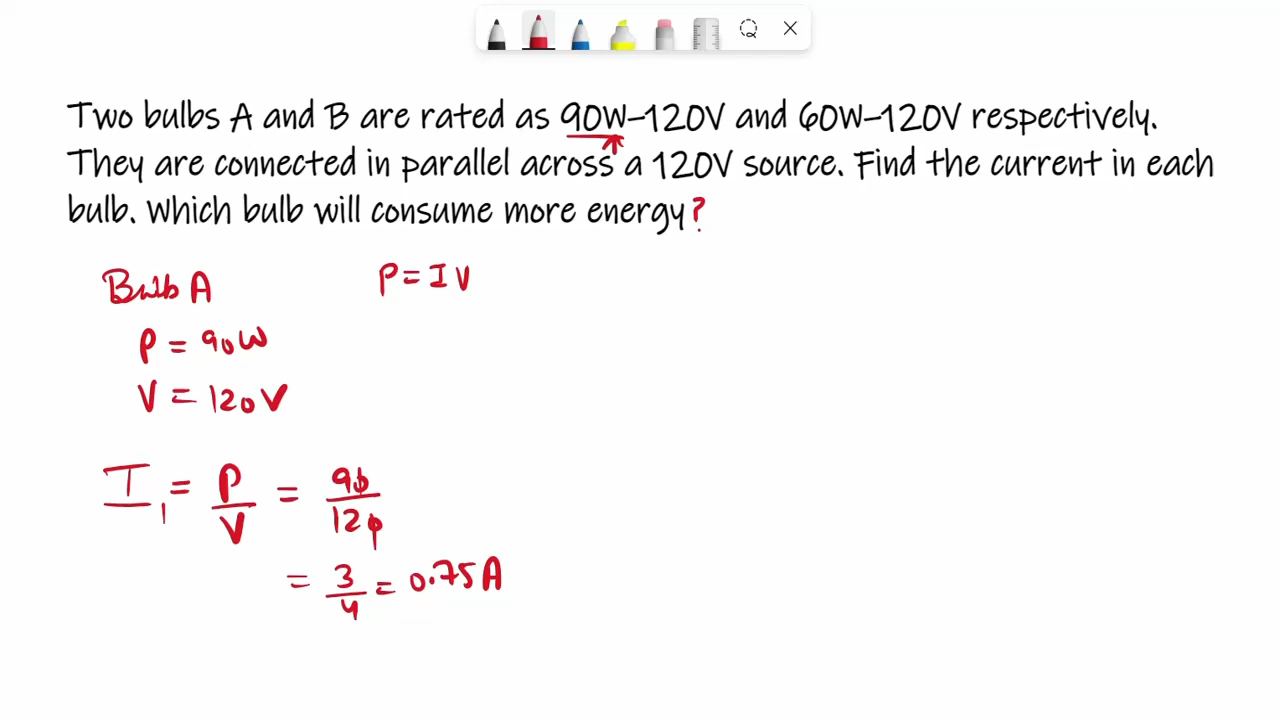 Two bulbs A and B are rated as 90W-120V and 60W-120V respectively.
They are connected in parallel across a 120V source. Find the current in each
bulb. Which bulb will consume more energy?
Bulb A
P = IV
P = 90W
V = 120V
I₁ = P/V = 90/120
= 3/4 = 0.75A